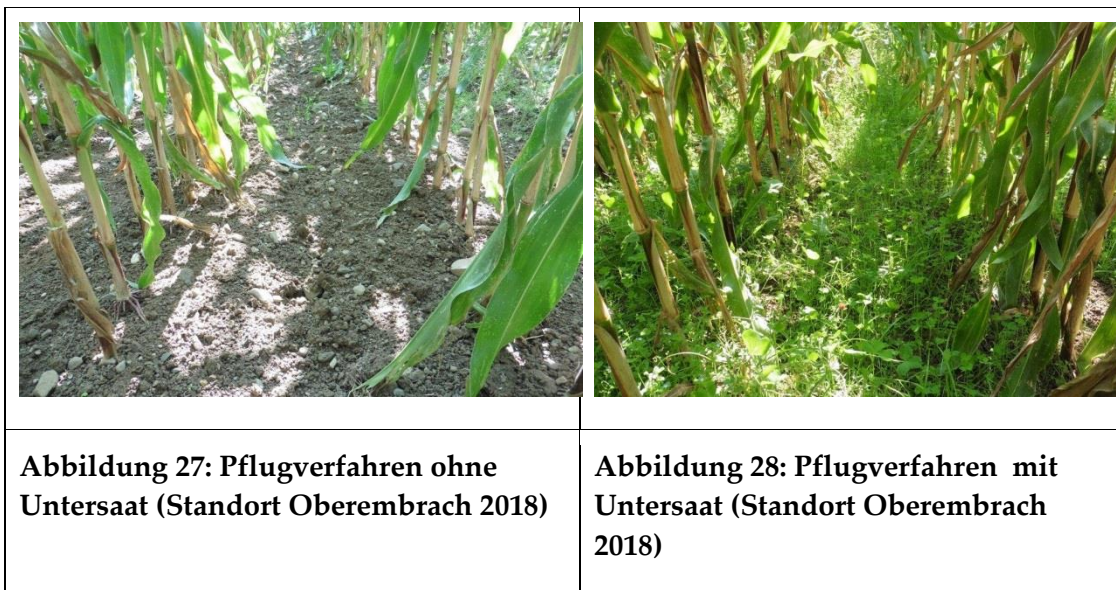 Abbildung 27: Pflugverfahren ohne
Untersaat (Standort Oberembrach 2018)
Abbildung 28: Pflugverfahren mit
Untersaat (Standort Oberembrach
2018)